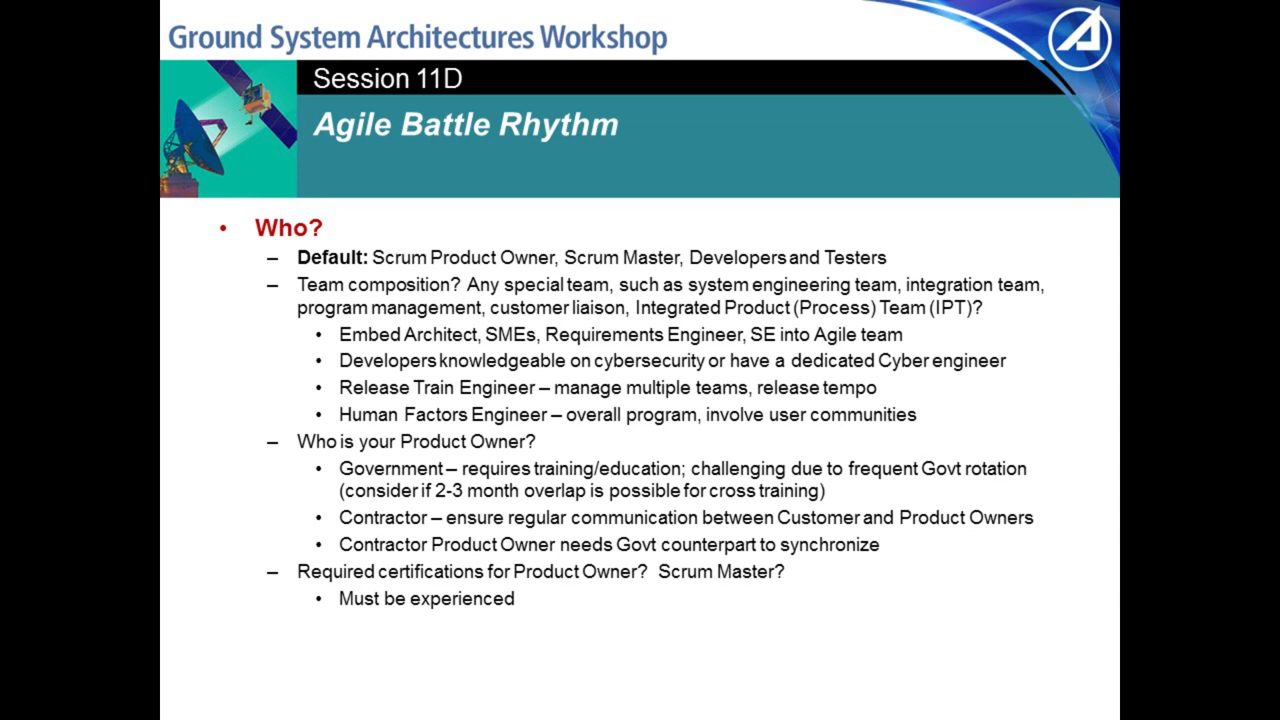 Ground System Architectures Workshop
Session 11D
Agile Battle Rhythm
• Who?
– Default: Scrum Product Owner, Scrum Master, Developers and Testers
– Team composition? Any special team, such as system engineering team, integration team,
program management, customer liaison, Integrated Product (Process) Team (IPT)?
• Embed Architect, SMEs, Requirements Engineer, SE into Agile team
• Developers knowledgeable on cybersecurity or have a dedicated Cyber engineer
• Release Train Engineer – manage multiple teams, release tempo
• Human Factors Engineer – overall program, involve user communities
– Who is your Product Owner?
• Government – requires training/education; challenging due to frequent Govt rotation
(consider if 2-3 month overlap is possible for cross training)
• Contractor – ensure regular communication between Customer and Product Owners
• Contractor Product Owner needs Govt counterpart to synchronize
– Required certifications for Product Owner? Scrum Master?
• Must be experienced